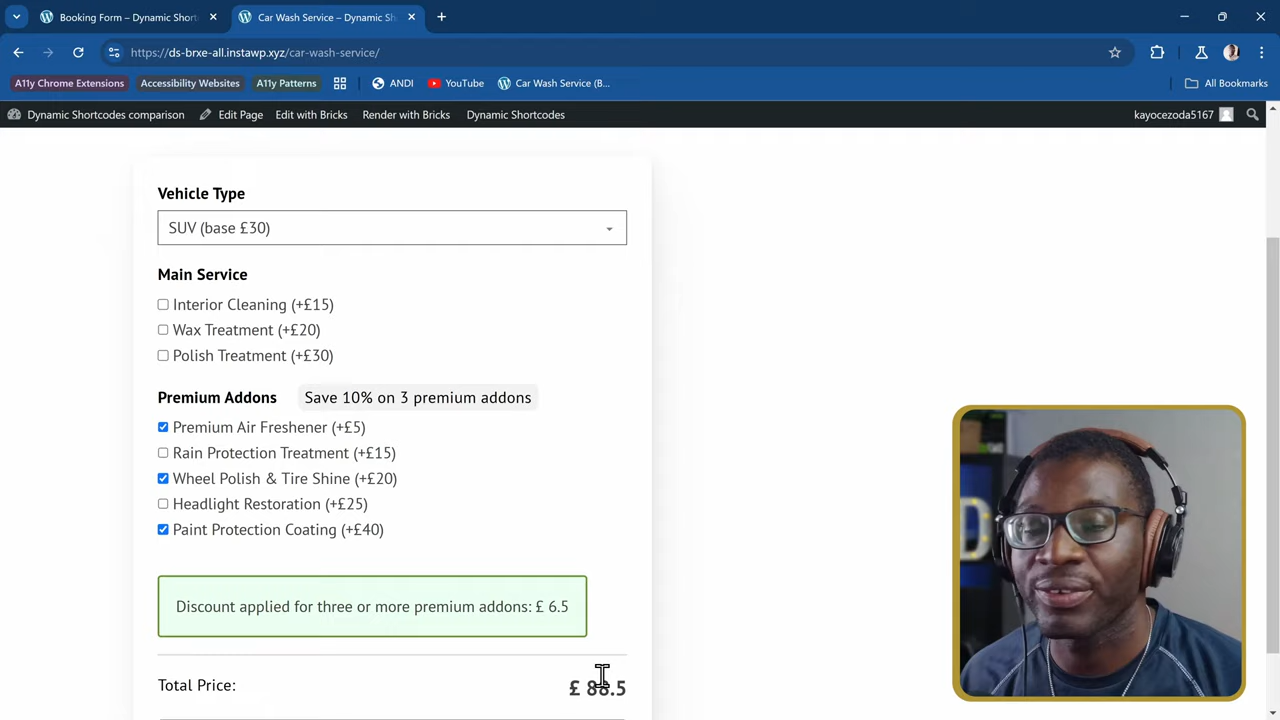 Booking Form – Dynamic Short
Car Wash Service – Dynamic Sh
https://ds-brxe-all.instawp.xyz/car-wash-service/
A11y Chrome Extensions
Accessibility Websites
A11y Patterns
ANDI
YouTube
Car Wash Service (B...
All Bookmarks
Dynamic Shortcodes comparison
Edit Page
Edit with Bricks
Render with Bricks
Dynamic Shortcodes
kayocezoda5167
Vehicle Type
SUV (base £30)
Main Service
Interior Cleaning (+£15)
Wax Treatment (+£20)
Polish Treatment (+£30)
Premium Addons
Save 10% on 3 premium addons
Premium Air Freshener (+£5)
Rain Protection Treatment (+£15)
Wheel Polish & Tire Shine (+£20)
Headlight Restoration (+£25)
Paint Protection Coating (+£40)
Discount applied for three or more premium addons: £ 6.5
Total Price:
£ 88.5